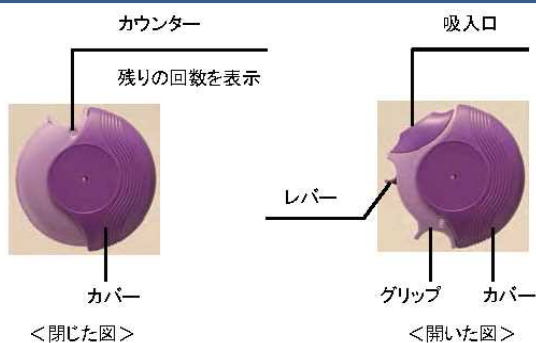 カウンター
残りの回数を表示
カバー
＜閉じた図＞
吸入口
レバー
グリップ
カバー
＜開いた図＞